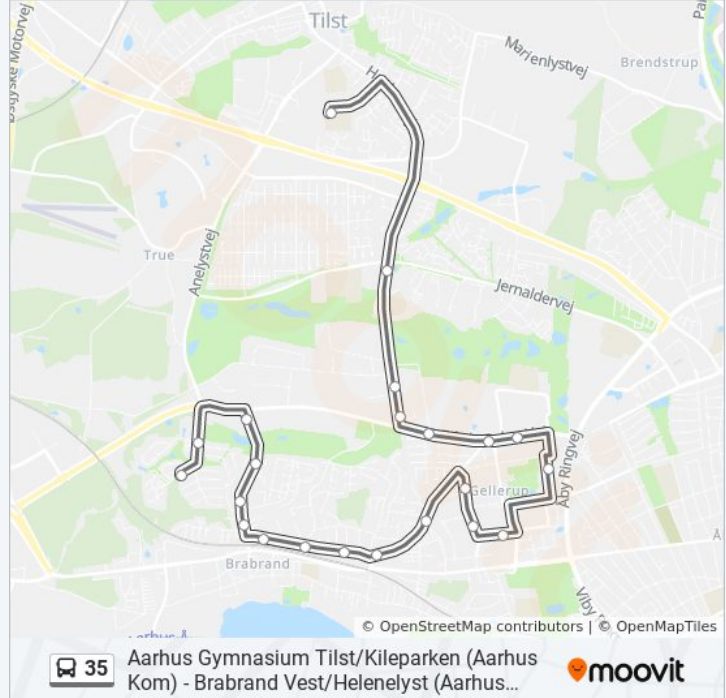 Tilst
Marienlystvej
Brendstrup
True
Anelystvej
Jernaldervej
Gellerup
Åby Ringvej
Brabrand
© OpenStreetMap contributors | © OpenMapTiles
35
Aarhus Gymnasium Tilst/Kileparken (Aarhus
Kom) - Brabrand Vest/Helenelyst (Aarhus...
moovit